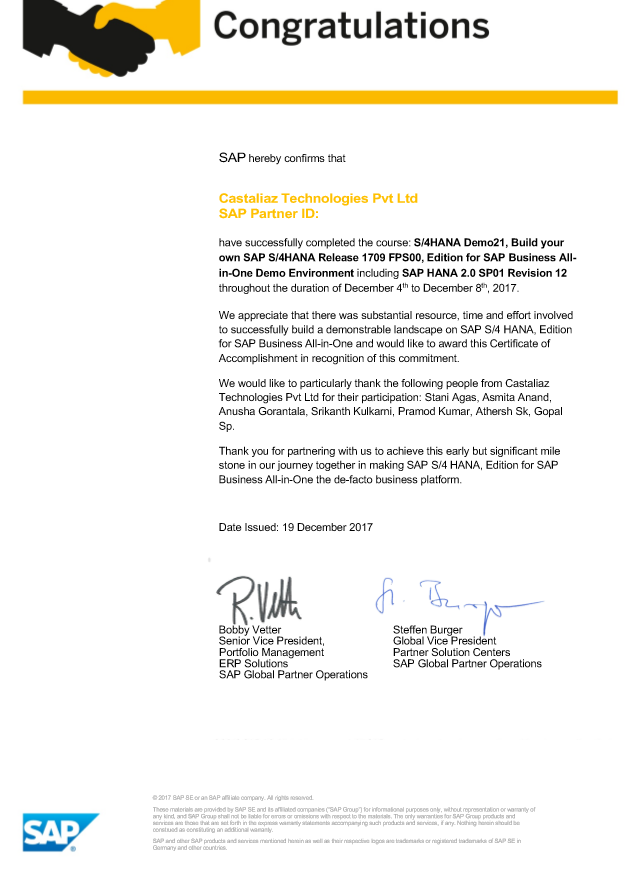 Congratulations
SAP hereby confirms that
Castaliaz Technologies Pvt Ltd
SAP Partner ID:
have successfully completed the course: S/4HANA Demo21, Build your
own SAP S/4HANA Release 1709 FPS00, Edition for SAP Business All-
in-One Demo Environment including SAP HANA 2.0 SP01 Revision 12
throughout the duration of December 4th to December 8th, 2017.
We appreciate that there was substantial resource, time and effort involved
to successfully build a demonstrable landscape on SAP S/4 HANA, Edition
for SAP Business All-in-One and would like to award this Certificate of
Accomplishment in recognition of this commitment.
We would like to particularly thank the following people from Castaliaz
Technologies Pvt Ltd for their participation: Stani Agas, Asmita Anand,
Anusha Gorantala, Srikanth Kulkarni, Pramod Kumar, Athersh Sk, Gopal
Sp.
Thank you for partnering with us to achieve this early but significant mile
stone in our journey together in making SAP S/4 HANA, Edition for SAP
Business All-in-One the de-facto business platform.
Date Issued: 19 December 2017
R. Vetter
St. Burger
Bobby Vetter
Senior Vice President,
Portfolio Management
ERP Solutions
SAP Global Partner Operations
Steffen Burger
Global Vice President
Partner Solution Centers
SAP Global Partner Operations
© 2017 SAP SE or an SAP affiliate company. All rights reserved.
These materials are provided by SAP SE and its affiliated companies ("SAP Group") for informational purposes only, without representation or warranty of
any kind, and SAP Group shall not be liable for errors or omissions with respect to the materials. The only warranties for SAP Group products and
services are those that are set forth in the express warranty statements accompanying such products and services, if any. Nothing herein should be
construed as constituting an additional warranty.
SAP and other SAP products and services mentioned herein as well as their respective logos are trademarks or registered trademarks of SAP SE in
Germany and other countries.
SAP